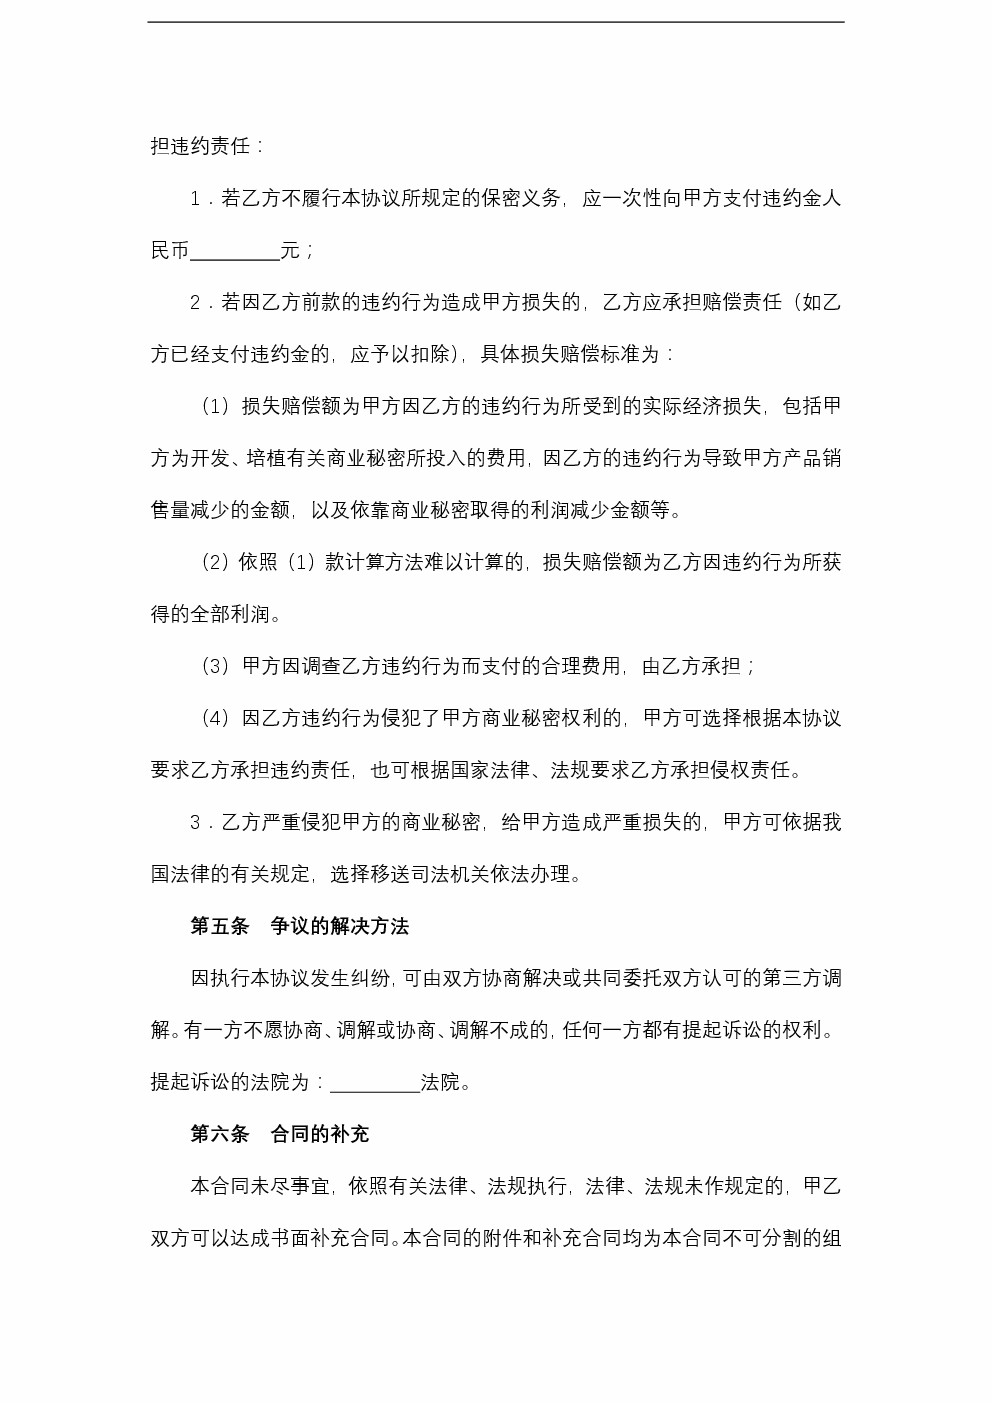 担违约责任：
1．若乙方不履行本协议所规定的保密义务，应一次性向甲方支付违约金人
民币_________元；
2．若因乙方前款的违约行为造成甲方损失的，乙方应承担赔偿责任（如乙
方已经支付违约金的，应予以扣除），具体损失赔偿标准为：
（1）损失赔偿额为甲方因乙方的违约行为所受到的实际经济损失，包括甲
方为开发、培植有关商业秘密所投入的费用，因乙方的违约行为导致甲方产品销
售量减少的金额，以及依靠商业秘密取得的利润减少金额等。
（2）依照（1）款计算方法难以计算的，损失赔偿额为乙方因违约行为所获
得的全部利润。
（3）甲方因调查乙方违约行为而支付的合理费用，由乙方承担；
（4）因乙方违约行为侵犯了甲方商业秘密权利的，甲方可选择根据本协议
要求乙方承担违约责任，也可根据国家法律、法规要求乙方承担侵权责任。
3．乙方严重侵犯甲方的商业秘密，给甲方造成严重损失的，甲方可依据我
国法律的有关规定，选择移送司法机关依法办理。
第五条　争议的解决方法
因执行本协议发生纠纷，可由双方协商解决或共同委托双方认可的第三方调
解。有一方不愿协商、调解或协商、调解不成的，任何一方都有提起诉讼的权利。
提起诉讼的法院为：_________法院。
第六条　合同的补充
本合同未尽事宜，依照有关法律、法规执行，法律、法规未作规定的，甲乙
双方可以达成书面补充合同。本合同的附件和补充合同均为本合同不可分割的组